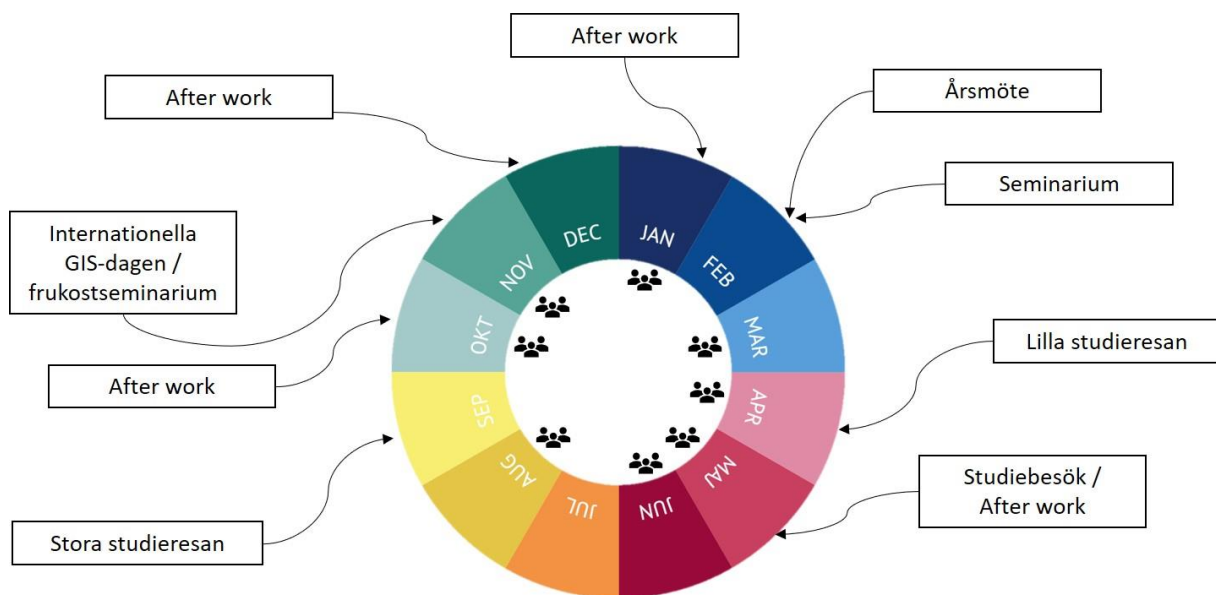 After work
After work
Årsmöte
Seminarium
Internationella
GIS-dagen /
frukostseminarium
Lilla studieresan
After work
Studiebesök /
After work
Stora studieresan
JAN
FEB
MAR
APR
MAJ
JUN
JUL
AUG
SEP
OKT
NOV
DEC